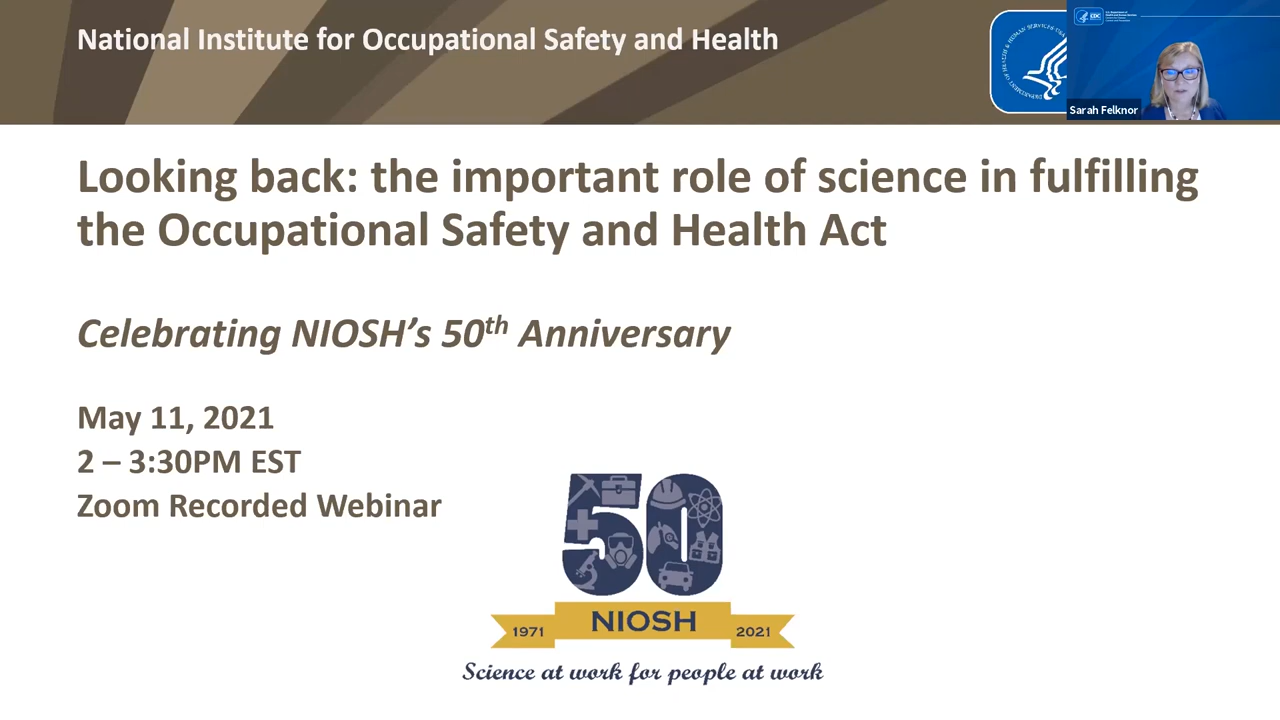 National Institute for Occupational Safety and Health
CDC
Sarah Felknor
Looking back: the important role of science in fulfilling
the Occupational Safety and Health Act
Celebrating NIOSH's 50th Anniversary
May 11, 2021
2 – 3:30PM EST
Zoom Recorded Webinar
50
1971
NIOSH
2021
Science at work for people at work